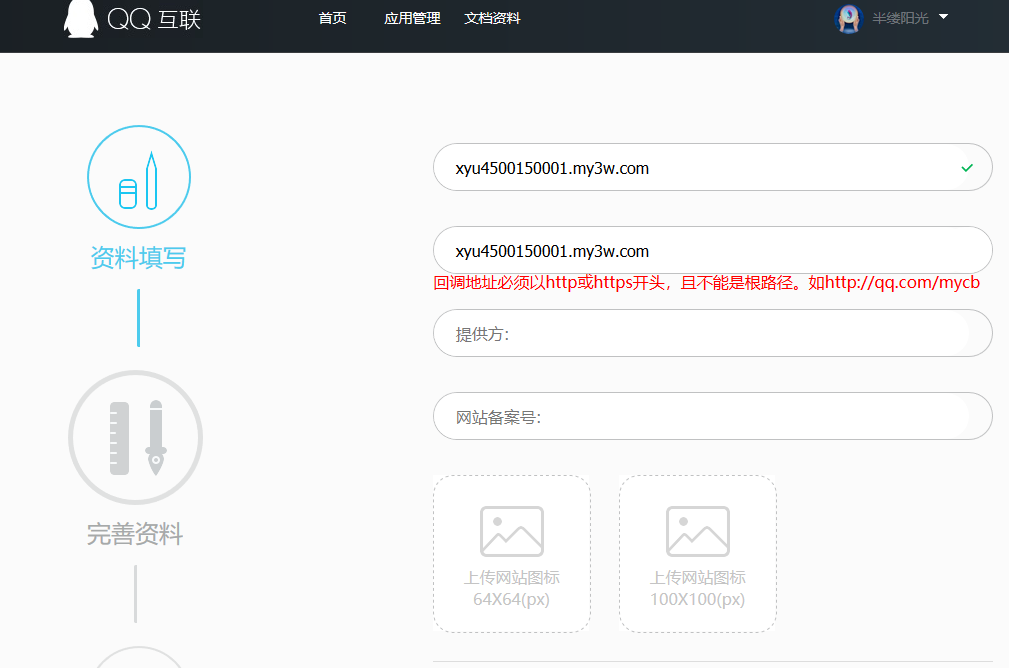 QQ 互联
首页 应用管理 文档资料
半缕阳光
xyu4500150001.my3w.com
资料填写
xyu4500150001.my3w.com
回调地址必须以http或https开头，且不能是根路径。如http://qq.com/mycb
提供方：
网站备案号：
完善资料
上传网站图标
64X64(px)
上传网站图标
100X100(px)